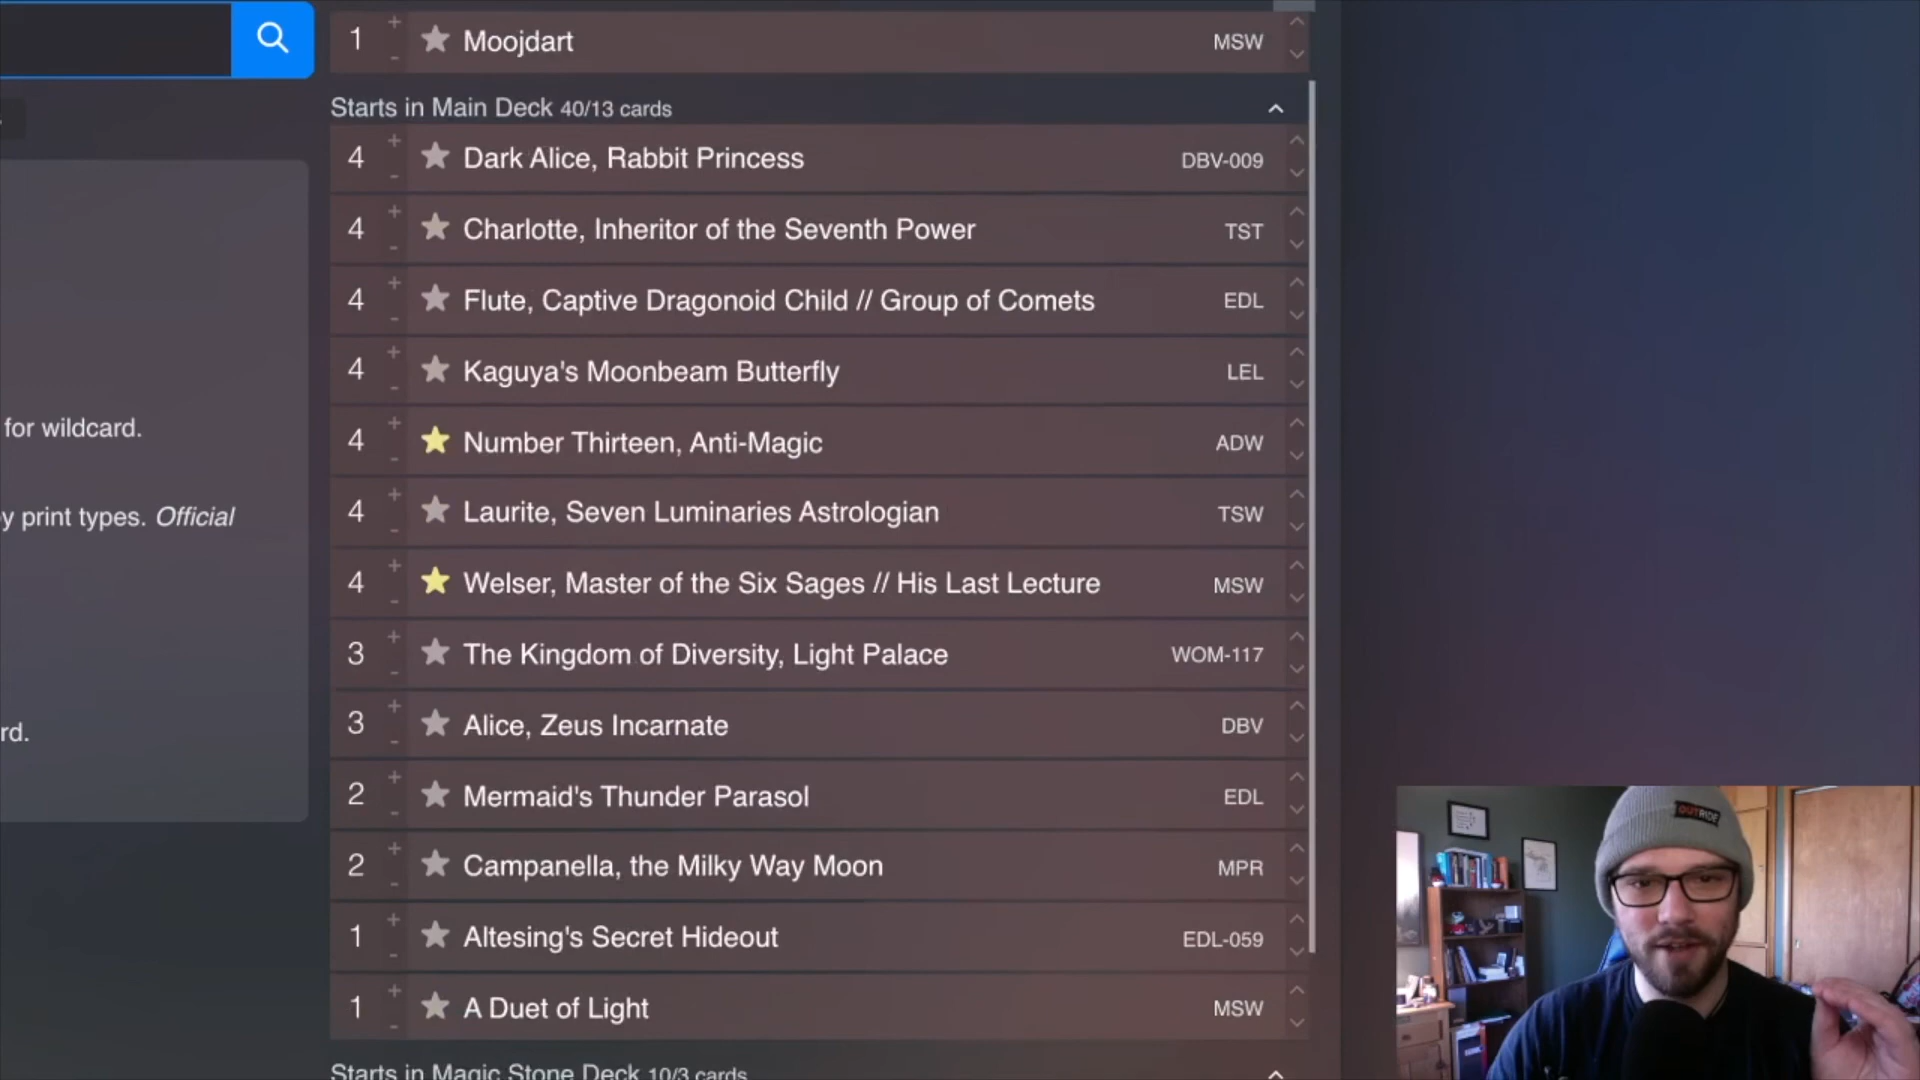 1 + - Moojdart MSW
Starts in Main Deck 40/13 cards
4 + - Dark Alice, Rabbit Princess DBV-009
4 + - Charlotte, Inheritor of the Seventh Power TST
4 + - Flute, Captive Dragonoid Child // Group of Comets EDL
4 + - Kaguya's Moonbeam Butterfly LEL
for wildcard.
4 + - Number Thirteen, Anti-Magic ADW
y print types. Official
4 + - Laurite, Seven Luminaries Astrologian TSW
4 + - Welser, Master of the Six Sages // His Last Lecture MSW
3 + - The Kingdom of Diversity, Light Palace WOM-117
rd.
3 + - Alice, Zeus Incarnate DBV
2 + - Mermaid's Thunder Parasol EDL
2 + - Campanella, the Milky Way Moon MPR
1 + - Altesing's Secret Hideout EDL-059
1 + - A Duet of Light MSW
Starts in Magic Stone Deck 10/3 cards
OUTRIDE